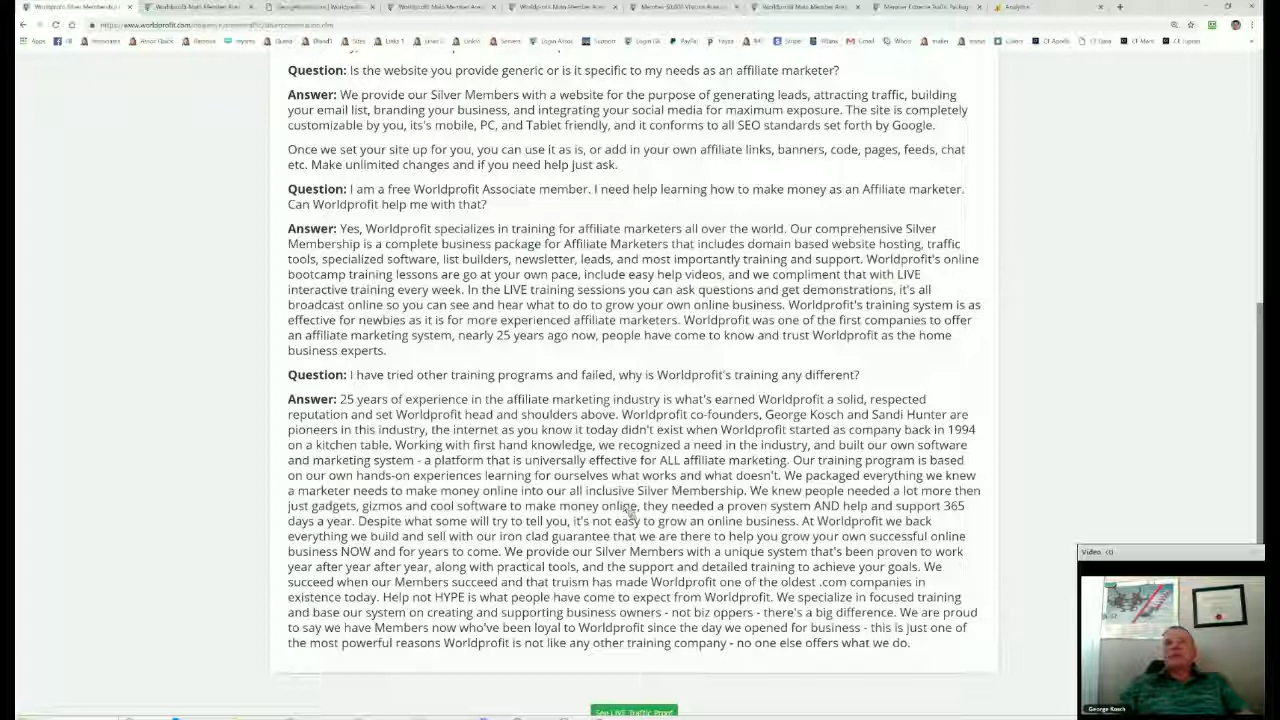 Worldprofit Silver Membership
Question: Is the website you provide generic or is it specific to my needs as an affiliate marketer?
Answer: We provide our Silver Members with a website for the purpose of generating leads, attracting traffic, building
your email list, branding your business, and integrating your social media for maximum exposure. The site is completely
customizable by you, its's mobile, PC, and Tablet friendly, and it conforms to all SEO standards set forth by Google.
Once we set your site up for you, you can use it as is, or add in your own affiliate links, banners, code, pages, feeds, chat
etc. Make unlimited changes and if you need help just ask.
Question: I am a free Worldprofit Associate member. I need help learning how to make money as an Affiliate marketer.
Can Worldprofit help me with that?
Answer: Yes, Worldprofit specializes in training for affiliate marketers all over the world. Our comprehensive Silver
Membership is a complete business package for Affiliate Marketers that includes domain based website hosting, traffic
tools, specialized software, list builders, newsletter, leads, and most importantly training and support. Worldprofit's online
bootcamp training lessons are go at your own pace, include easy help videos, and we compliment that with LIVE
interactive training every week. In the LIVE training sessions you can ask questions and get demonstrations, it's all
broadcast online so you can see and hear what to do to grow your own online business. Worldprofit's training system is as
effective for newbies as it is for more experienced affiliate marketers. Worldprofit was one of the first companies to offer
an affiliate marketing system, nearly 25 years ago now, people have come to know and trust Worldprofit as the home
business experts.
Question: I have tried other training programs and failed, why is Worldprofit's training any different?
Answer: 25 years of experience in the affiliate marketing industry is what's earned Worldprofit a solid, respected
reputation and set Worldprofit head and shoulders above. Worldprofit co-founders, George Kosch and Sandi Hunter are
pioneers in this industry, the internet as you know it today didn't exist when Worldprofit started as company back in 1994
on a kitchen table. Working with first hand knowledge, we recognized a need in the industry, and built our own software
and marketing system - a platform that is universally effective for ALL affiliate marketing. Our training program is based
on our own hands-on experiences learning for ourselves what works and what doesn't. We packaged everything we knew
a marketer needs to make money online into our all inclusive Silver Membership. We knew people needed a lot more then
just gadgets, gizmos and cool software to make money online, they needed a proven system AND help and support 365
days a year. Despite what some will try to tell you, it's not easy to grow an online business. At Worldprofit we back
everything we build and sell with our iron clad guarantee that we are there to help you grow your own successful online
business NOW and for years to come. We provide our Silver Members with a unique system that's been proven to work
year after year after year, along with practical tools, and the support and detailed training to achieve your goals. We
succeed when our Members succeed and that truism has made Worldprofit one of the oldest .com companies in
existence today. Help not HYPE is what people have come to expect from Worldprofit. We specialize in focused training
and base our system on creating and supporting business owners - not biz oppers - there's a big difference. We are proud
to say we have Members now who've been loyal to Worldprofit since the day we opened for business - this is just one of
the most powerful reasons Worldprofit is not like any other training company - no one else offers what we do.
See LIVE Traffic Proof
Video
George Kosch